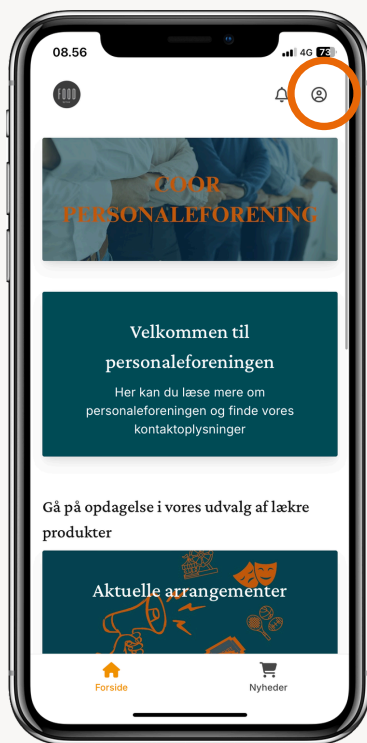 08.56
4G 73
FOOD
COOR
PERSONALEFORENING
Velkommen til
personaleforeningen
Her kan du læse mere om
personaleforeningen og finde vores
kontaktoplysninger
Gå på opdagelse i vores udvalg af lækre
produkter
Aktuelle arrangementer
Forside
Nyheder